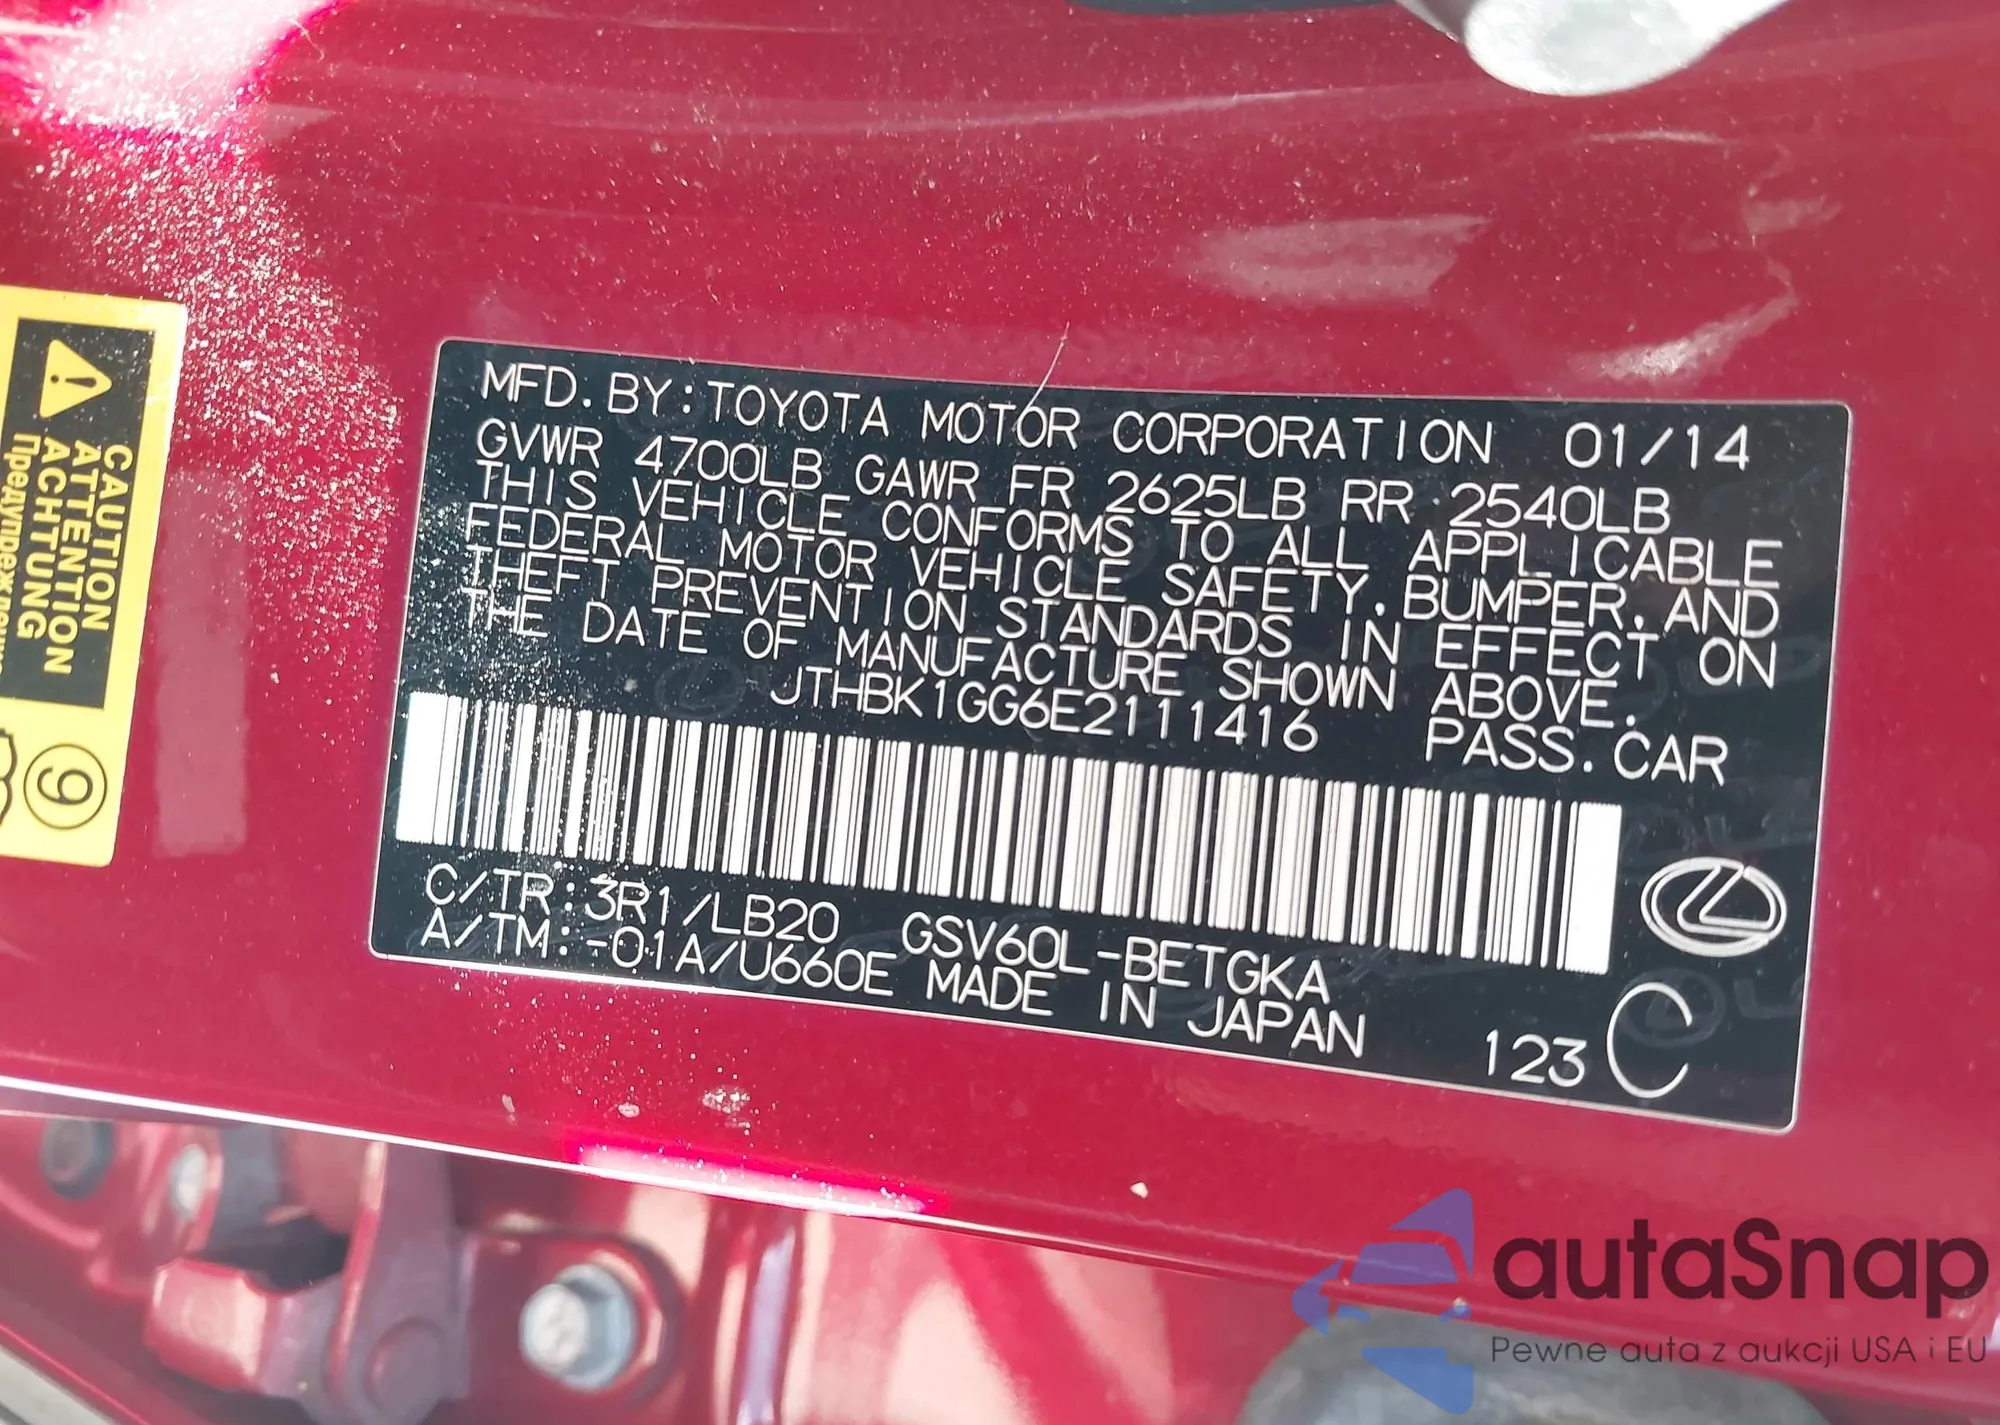 MFD. BY: TOYOTA MOTOR CORPORATION 01/14
GVWR 4700LB GAWR FR 2625LB RR 2540LB
THIS VEHICLE CONFORMS TO ALL APPLICABLE
FEDERAL MOTOR VEHICLE SAFETY, BUMPER, AND
THEFT PREVENTION STANDARDS IN EFFECT ON
THE DATE OF MANUFACTURE SHOWN ABOVE.
JTHBK1GG6E2111416 PASS. CAR
C/TR: 3R1/LB20 GSV60L-BETGKA
A/TM: -01A/U660E MADE IN JAPAN
123 C
CAUTION
ATTENTION
ACHTUNG
9
autaSnap
Pewne auta z aukcji USA i EU